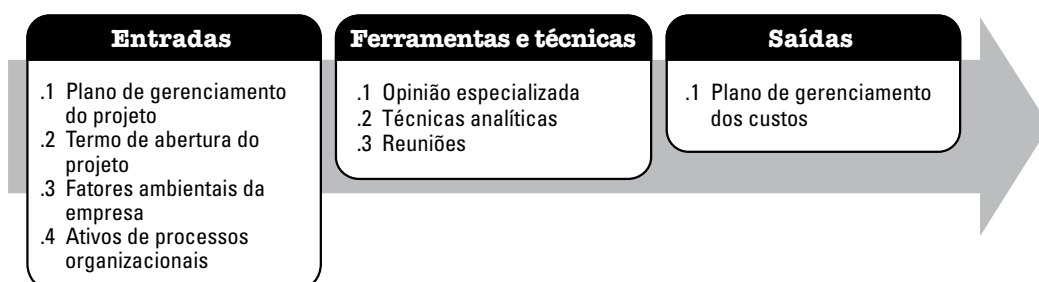 Entradas
.1 Plano de gerenciamento
do projeto
.2 Termo de abertura do
projeto
.3 Fatores ambientais da
empresa
.4 Ativos de processos
organizacionais
Ferramentas e técnicas
.1 Opinião especializada
.2 Técnicas analíticas
.3 Reuniões
Saídas
.1 Plano de gerenciamento
dos custos